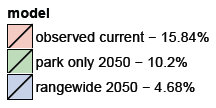 model
observed current − 15.84%
park only 2050 − 10.2%
rangewide 2050 − 4.68%